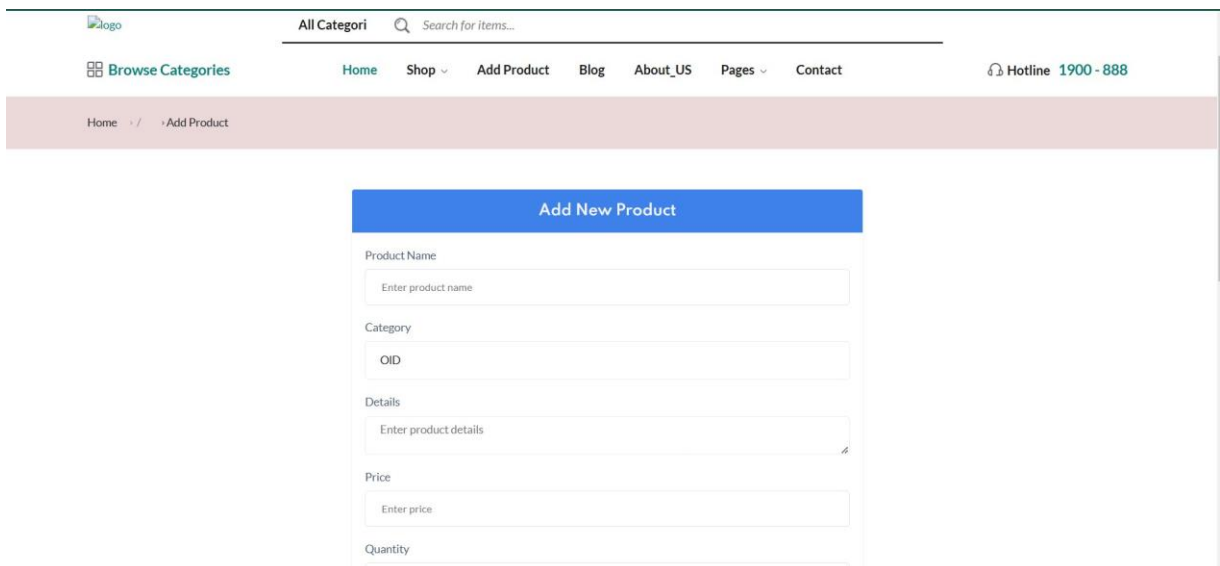 logo
All Categori Search for items...
Browse Categories Home Shop Add Product Blog About_US Pages Contact Hotline 1900 - 888
Home / Add Product
Add New Product
Product Name
Enter product name
Category
OID
Details
Enter product details
Price
Enter price
Quantity